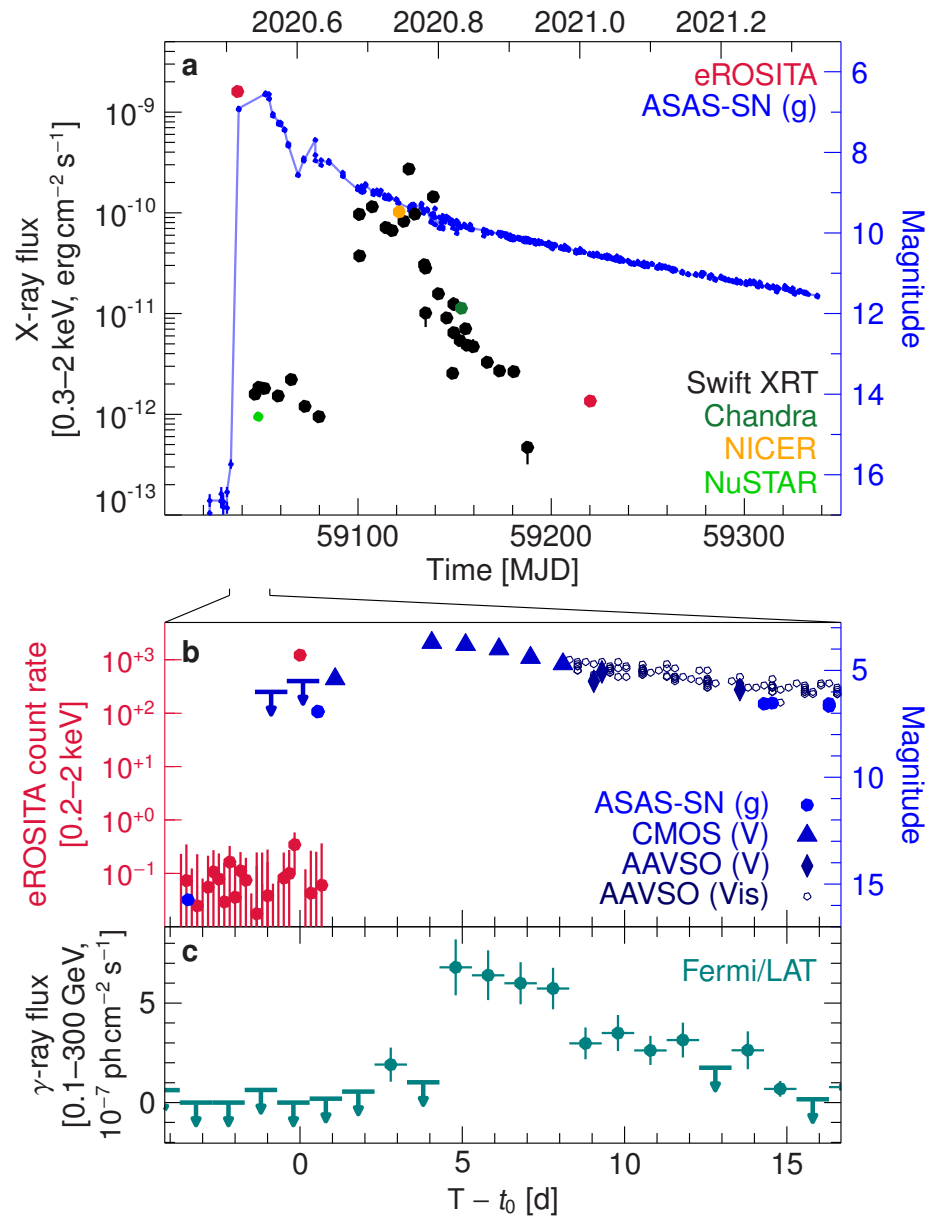 2020.6 2020.8 2021.0 2021.2
a
eROSITA
ASAS-SN (g)
X-ray flux
[0.3–2 keV, erg cm⁻² s⁻¹]
10⁻⁹
10⁻¹⁰
10⁻¹¹
10⁻¹²
10⁻¹³
6
8
10
12
14
16
Magnitude
Swift XRT
Chandra
NICER
NuSTAR
59100 59200 59300
Time [MJD]
b
eROSITA count rate
[0.2–2 keV]
10⁺³
10⁺²
10⁺¹
10⁺⁰
10⁻¹
5
10
15
Magnitude
ASAS-SN (g)
CMOS (V)
AAVSO (V)
AAVSO (Vis)
c
Fermi/LAT
γ-ray flux
[0.1–300 GeV,
10⁻⁷ ph cm⁻² s⁻¹]
5
0
0 5 10 15
T − t₀ [d]